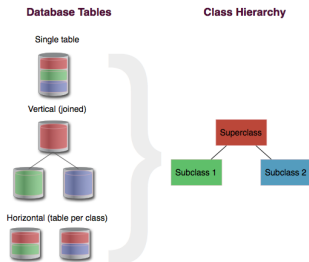 Database Tables
Class Hierarchy
Single table
Vertical (joined)
Superclass
Subclass 1
Subclass 2
Horizontal (table per class)